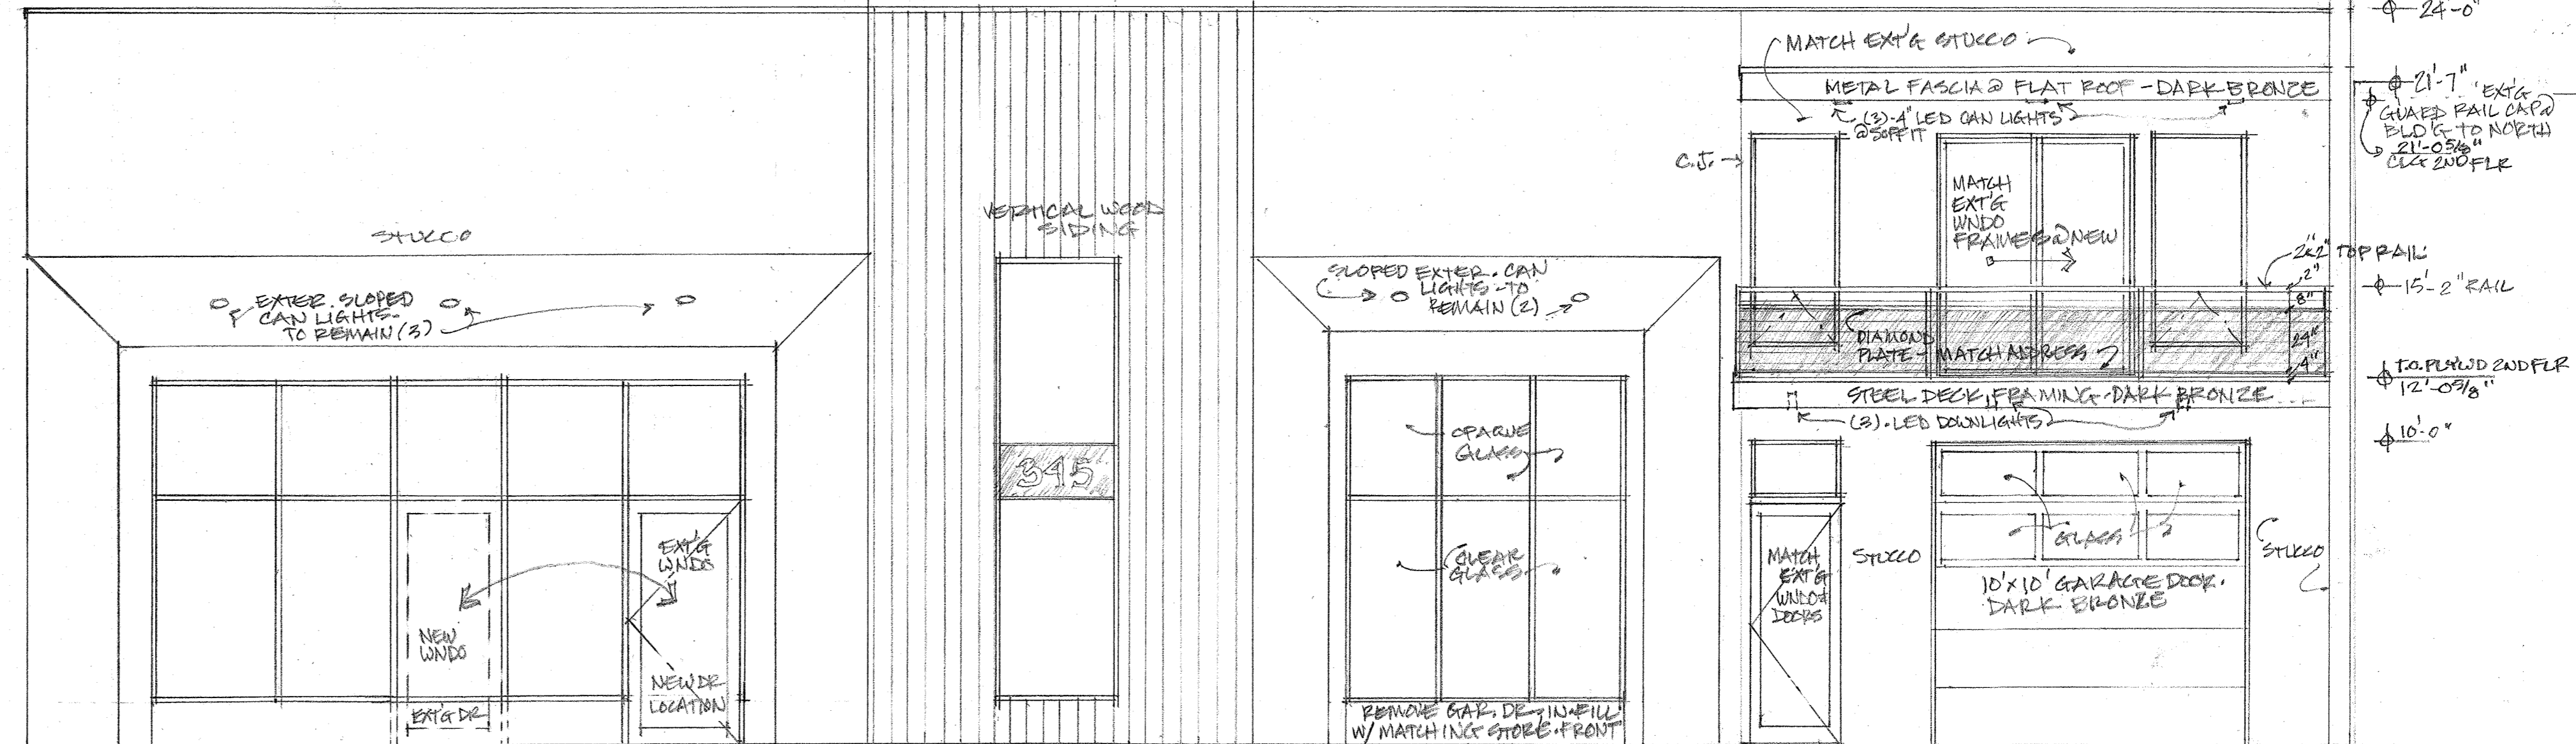 24'-0"
MATCH EXT'G STUCCO
METAL FASCIA @ FLAT ROOF - DARK BRONZE
21'-7" EXT'G
GUARD RAIL CAP @
BLD'G TO NORTH
21'-0 5/8"
CLG 2ND FLR
(3)-4" LED CAN LIGHTS
@ SOFFIT
C.J.
MATCH
EXT'G
WNDO
FRAMES @ NEW
VERTICAL WOOD
SIDING
STUCCO
2x2" TOP RAIL
2"
15'-2" RAIL
8"
24"
4"
SLOPED EXTER. CAN
LIGHTS-TO
REMAIN (2)
EXTER. SLOPED
CAN LIGHTS-
TO REMAIN (3)
DIAMOND
PLATE - MATCH ADDRESS
T.O. PLYWD 2ND FLR
12'-0 5/8"
STEEL DECK FRAMING - DARK BRONZE
(3)-LED DOWNLIGHTS
10'-0"
OPAQUE
GLASS
345
EXT'G
WNDO
CLEAR
GLASS
MATCH
EXT'G
WNDO &
DOORS
STUCCO
GLASS
STUCCO
10'x10' GARAGE DOOR.
DARK BRONZE
NEW
WNDO
NEW DR
LOCATION
EXT'G DR
REMOVE GAR. DR., IN-FILL
W/ MATCHING STORE-FRONT